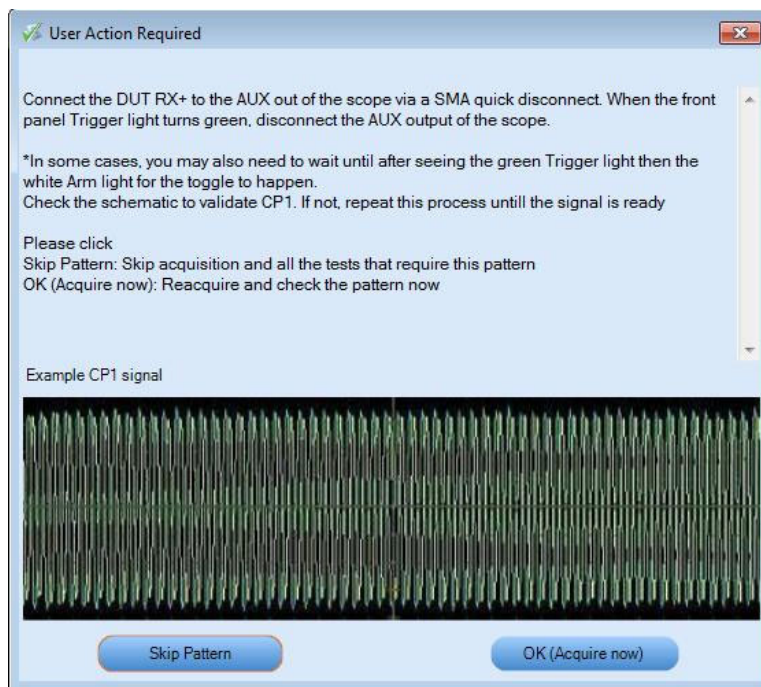 User Action Required
Connect the DUT RX+ to the AUX out of the scope via a SMA quick disconnect. When the front
panel Trigger light turns green, disconnect the AUX output of the scope.
*In some cases, you may also need to wait until after seeing the green Trigger light then the
white Arm light for the toggle to happen.
Check the schematic to validate CP1. If not, repeat this process untill the signal is ready
Please click
Skip Pattern: Skip acquisition and all the tests that require this pattern
OK (Acquire now): Reacquire and check the pattern now
Example CP1 signal
Skip Pattern
OK (Acquire now)